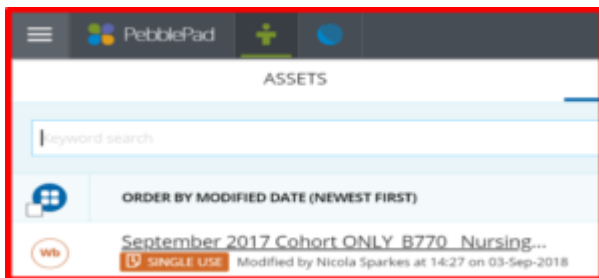 PebblePad
ASSETS
Keyword search
ORDER BY MODIFIED DATE (NEWEST FIRST)
Wb
September 2017 Cohort ONLY B770 Nursing...
SINGLE USE Modified by Nicola Sparkes at 14:27 on 03-Sep-2018